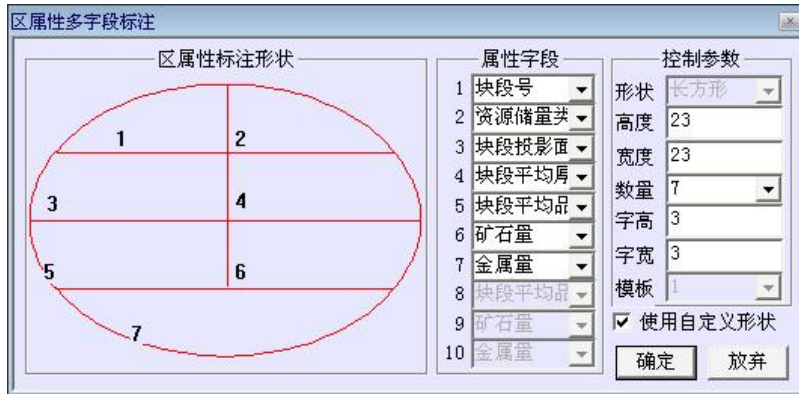 区属性多字段标注
区属性标注形状
1
2
3
4
5
6
7
属性字段
1 块段号
2 资源储量类
3 块段投影面
4 块段平均厚
5 块段平均品
6 矿石量
7 金属量
8 块段平均品
9 矿石量
10 金属量
控制参数
形状 长方形
高度 23
宽度 23
数量 7
字高 3
字宽 3
模板 1
使用自定义形状
确定
放弃